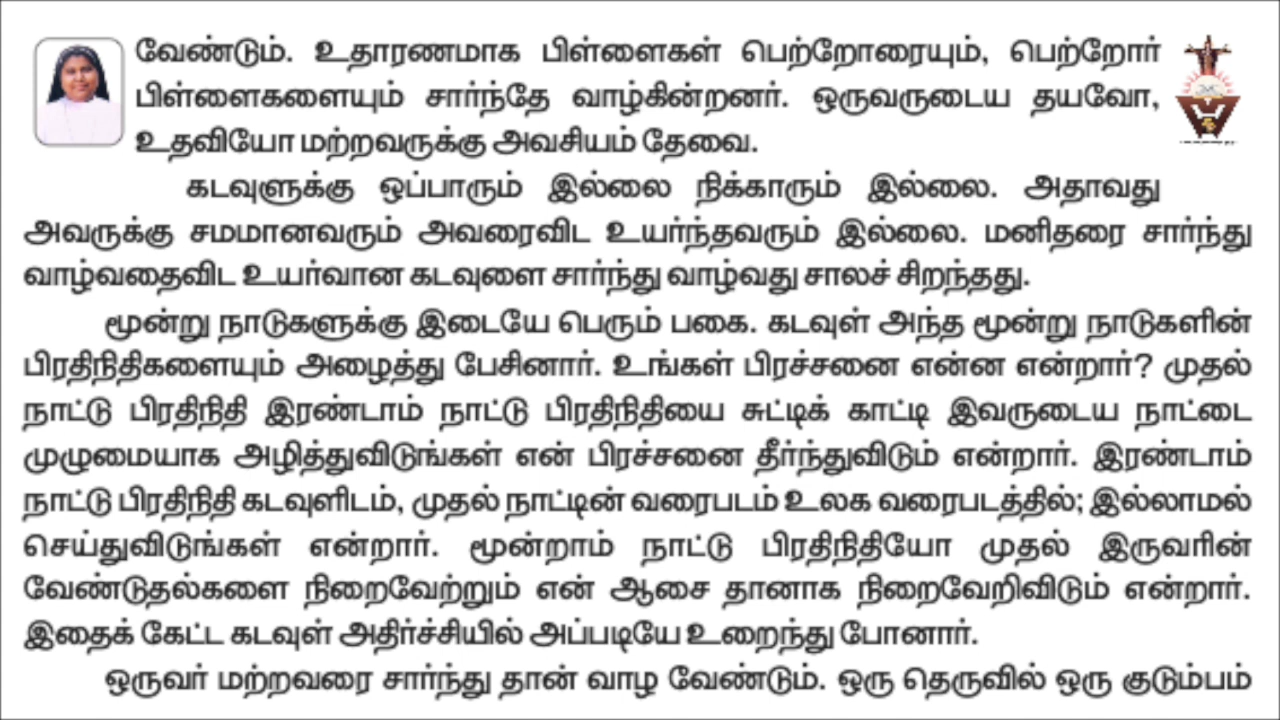 வேண்டும். உதாரணமாக பிள்ளைகள் பெற்றோரையும், பெற்றோர்
பிள்ளைகளையும் சார்ந்தே வாழ்கின்றனர். ஒருவருடைய தயவோ,
உதவியோ மற்றவருக்கு அவசியம் தேவை.
கடவுளுக்கு ஒப்பாரும் இல்லை நிக்காரும் இல்லை. அதாவது
அவருக்கு சமமானவரும் அவரைவிட உயர்ந்தவரும் இல்லை. மனிதரை சார்ந்து
வாழ்வதைவிட உயர்வான கடவுளை சார்ந்து வாழ்வது சாலச் சிறந்தது.
மூன்று நாடுகளுக்கு இடையே பெரும் பகை. கடவுள் அந்த மூன்று நாடுகளின்
பிரதிநிதிகளையும் அழைத்து பேசினார். உங்கள் பிரச்சனை என்ன என்றார்? முதல்
நாட்டு பிரதிநிதி இரண்டாம் நாட்டு பிரதிநிதியை சுட்டிக் காட்டி இவருடைய நாட்டை
முழுமையாக அழித்துவிடுங்கள் என் பிரச்சனை தீர்ந்துவிடும் என்றார். இரண்டாம்
நாட்டு பிரதிநிதி கடவுளிடம், முதல் நாட்டின் வரைபடம் உலக வரைபடத்தில்; இல்லாமல்
செய்துவிடுங்கள் என்றார். மூன்றாம் நாட்டு பிரதிநிதியோ முதல் இருவரின்
வேண்டுதல்களை நிறைவேற்றும் என் ஆசை தானாக நிறைவேறிவிடும் என்றார்.
இதைக் கேட்ட கடவுள் அதிர்ச்சியில் அப்படியே உறைந்து போனார்.
ஒருவர் மற்றவரை சார்ந்து தான் வாழ வேண்டும். ஒரு தெருவில் ஒரு குடும்பம்